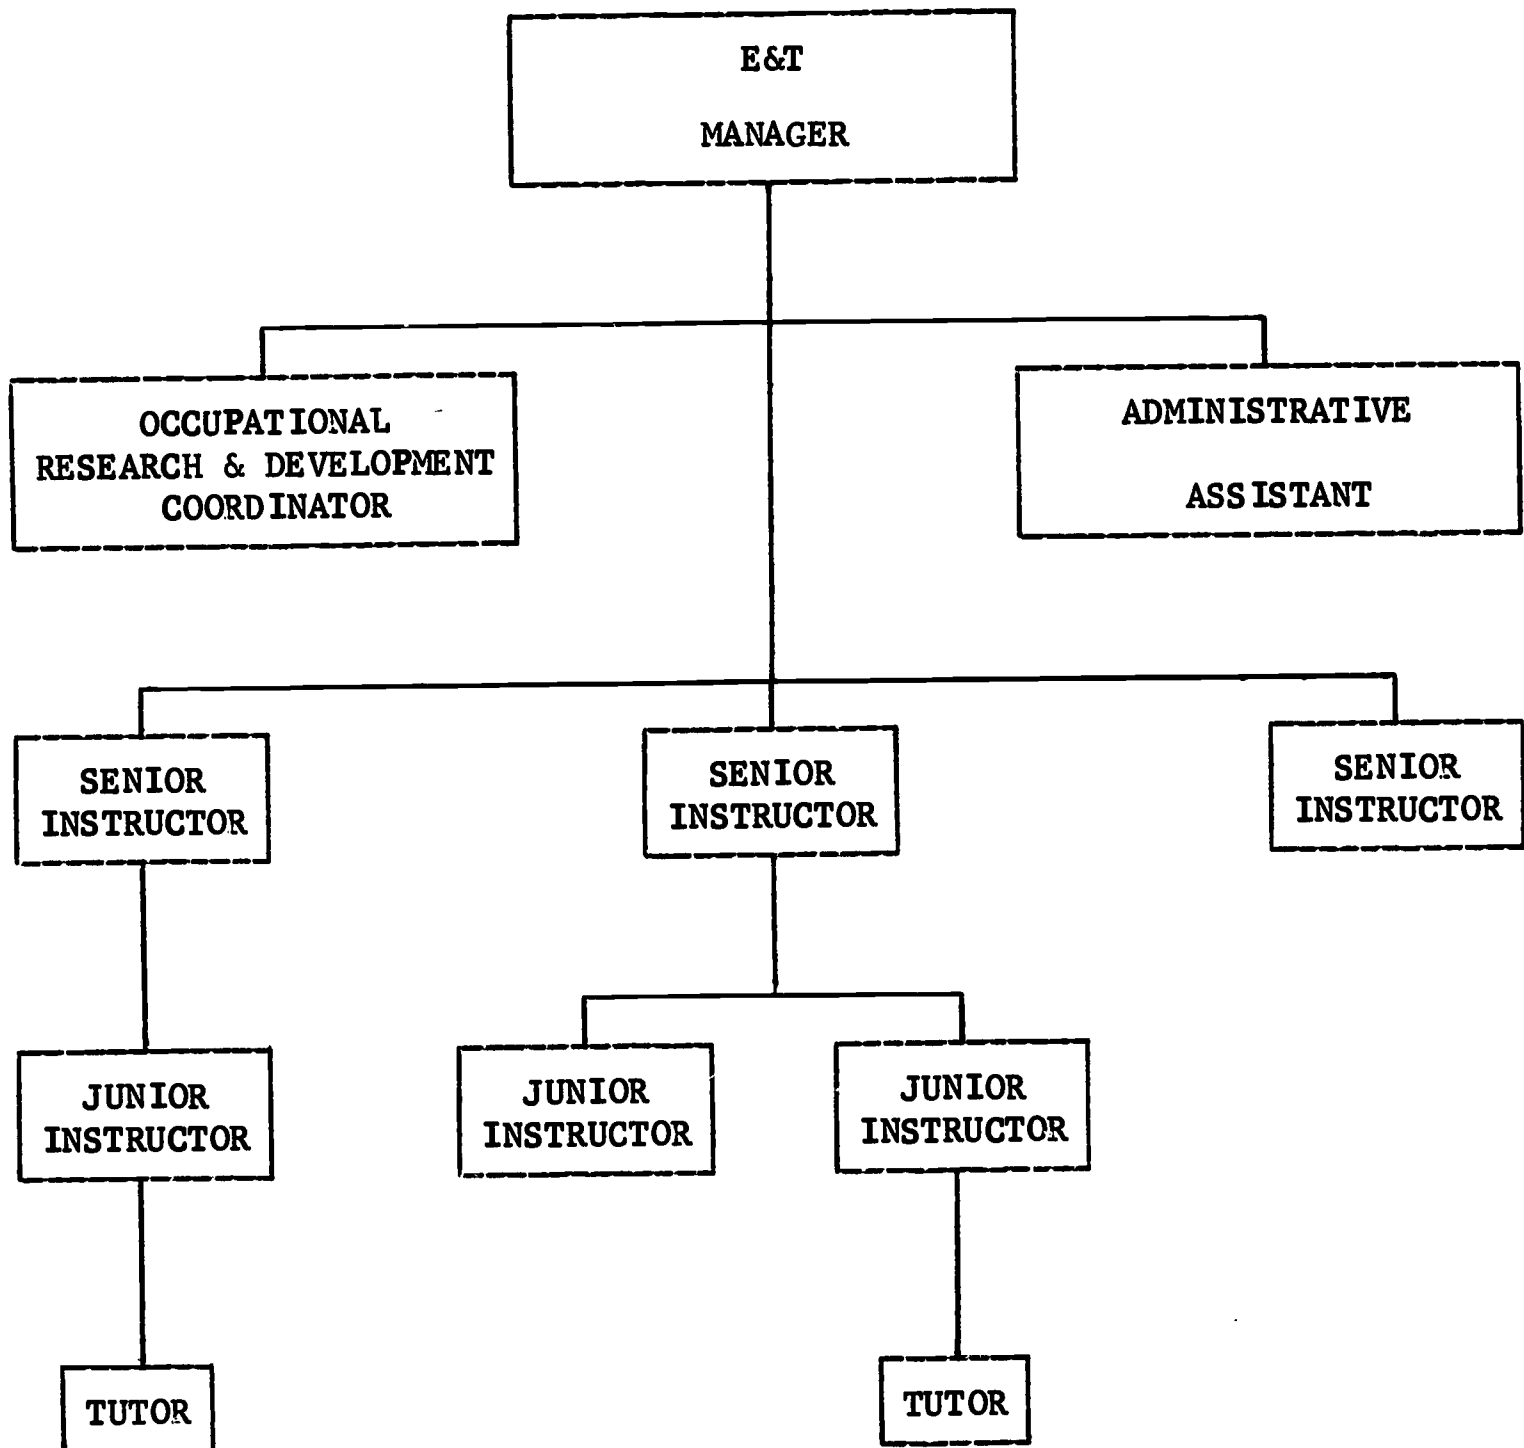 E&T
MANAGER
OCCUPATIONAL
RESEARCH & DEVELOPMENT
COORDINATOR
ADMINISTRATIVE
ASSISTANT
SENIOR
INSTRUCTOR
SENIOR
INSTRUCTOR
SENIOR
INSTRUCTOR
JUNIOR
INSTRUCTOR
JUNIOR
INSTRUCTOR
JUNIOR
INSTRUCTOR
TUTOR
TUTOR